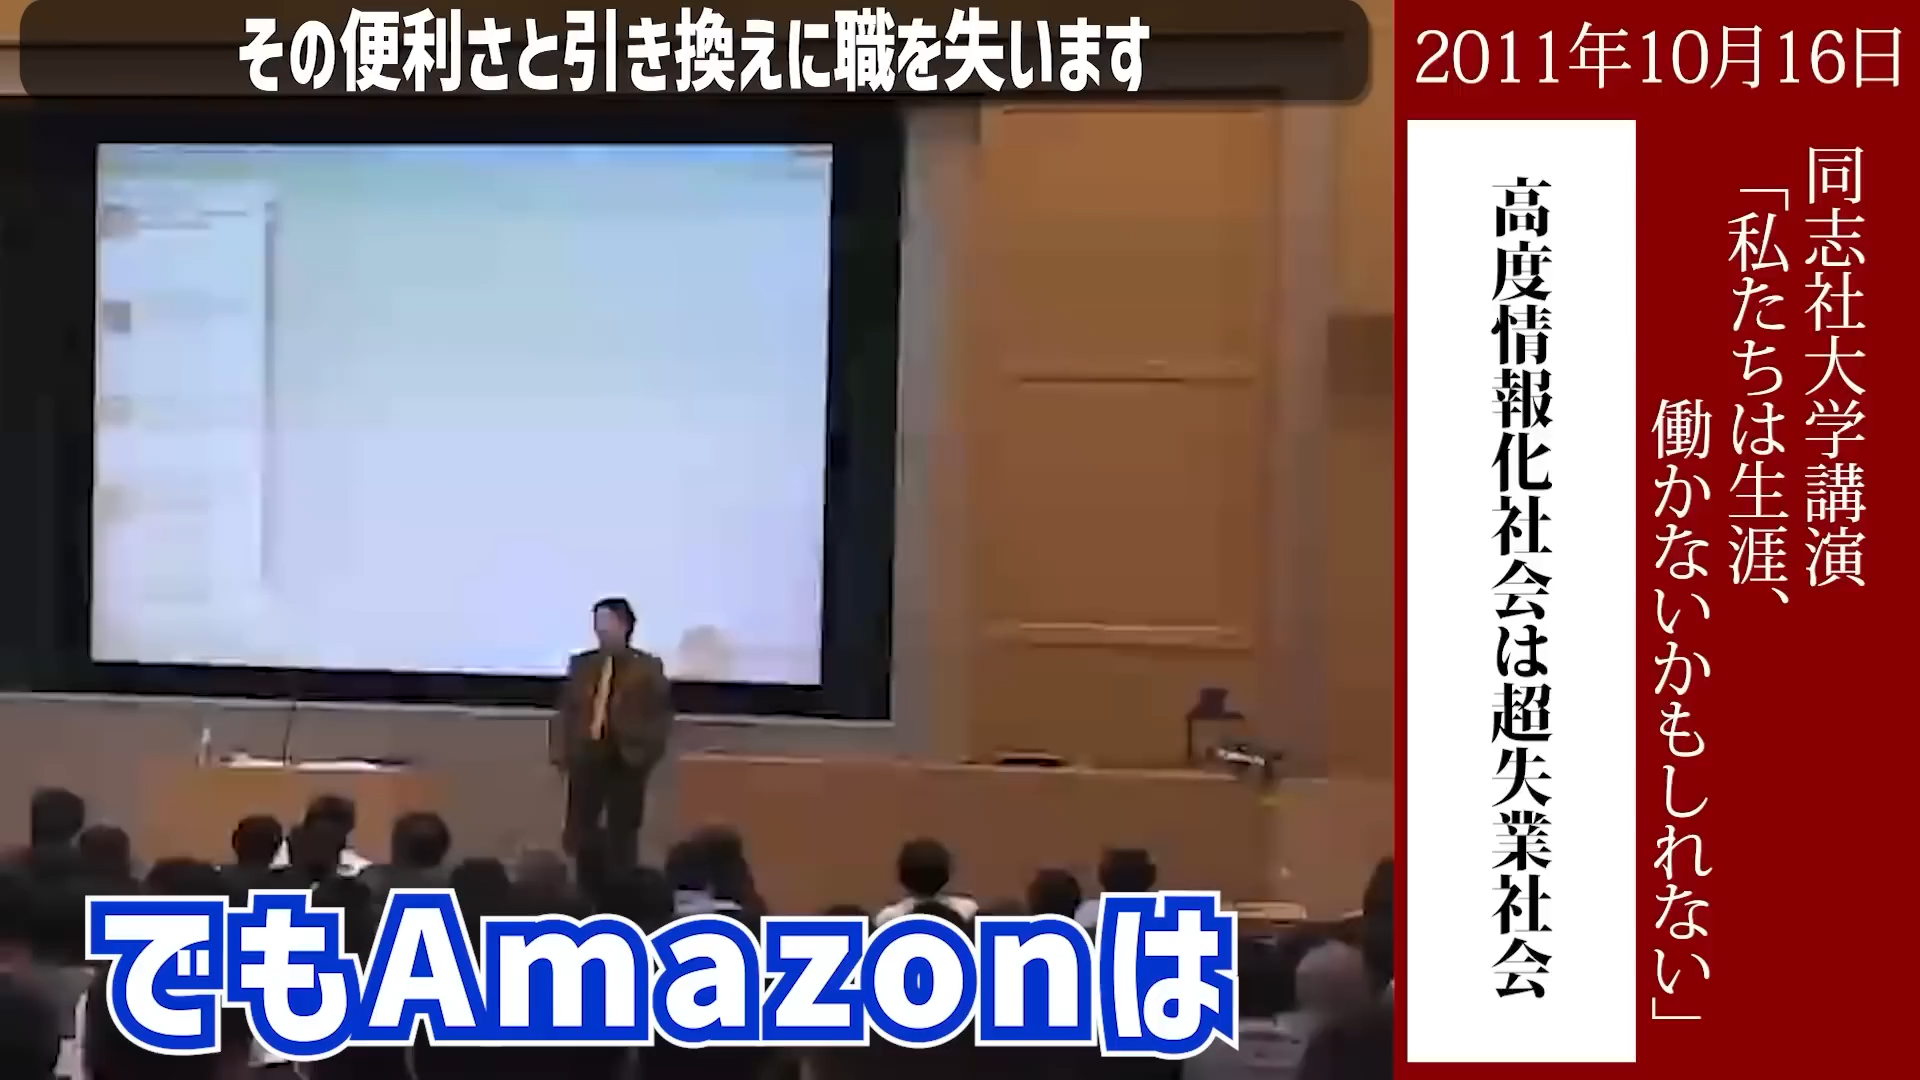 その便利さと引き換えに職を失います
2011年10月16日
同志社大学講演
「私たちは生涯、
働かないかもしれない」
高度情報化社会は超失業社会
でもAmazonは